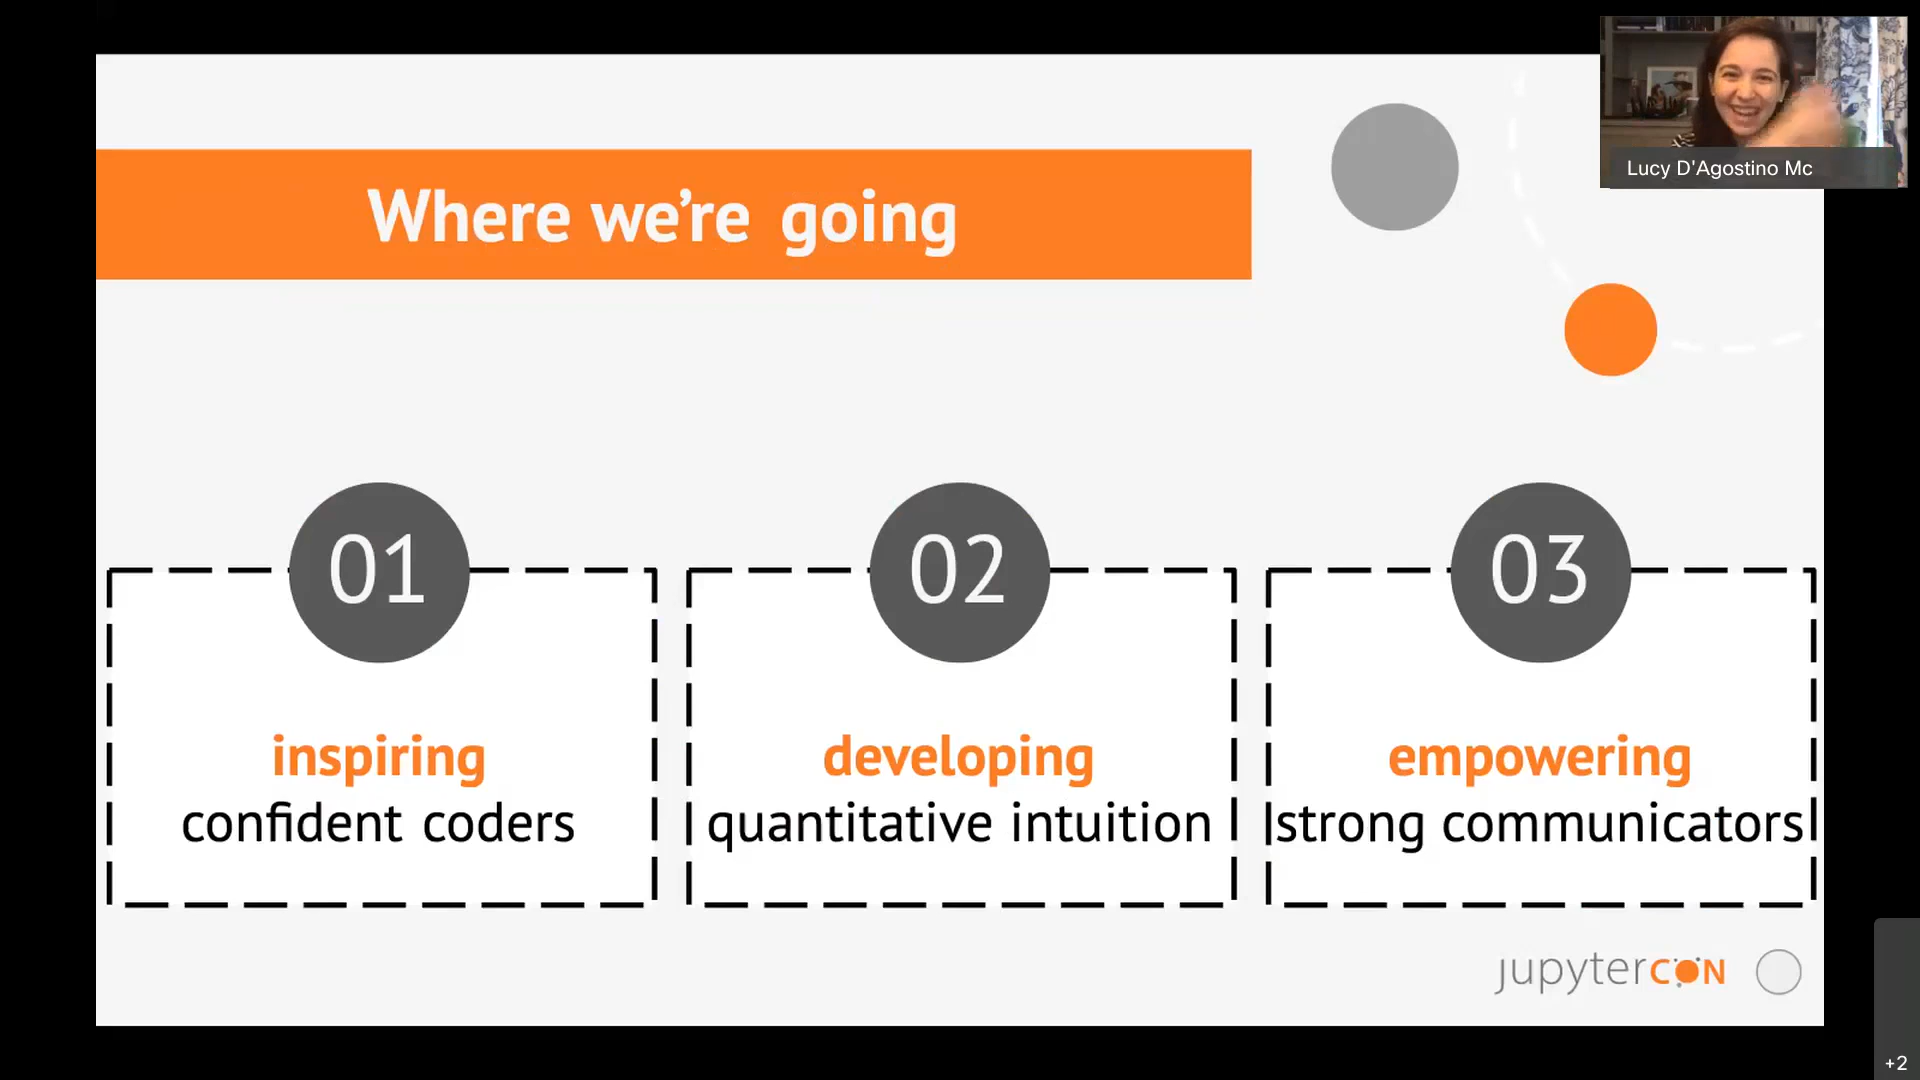 Lucy D'Agostino Mc
Where we’re going
01
inspiring
confident coders
02
developing
quantitative intuition
03
empowering
strong communicators
jupyterCON
+2